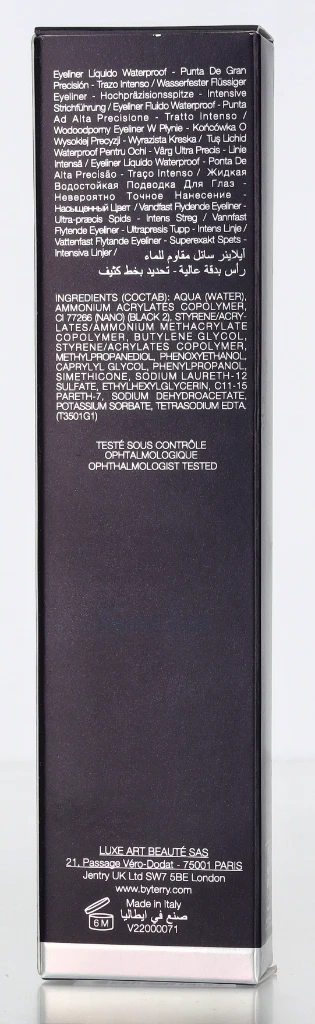 Eyeliner Líquido Waterproof - Punta De Gran
Precisión - Trazo Intenso / Wasserfester Flüssiger
Eyeliner - Hochpräzisionsspitze - Intensive
Strichführung / Eyeliner Fluido Waterproof - Punta
Ad Alta Precisione - Tratto Intenso /
Wodoodporny Eyeliner W Płynie - Końcówka O
Wysokiej Precyzji - Wyrazista Kreska / Tuș Lichid
Waterproof Pentru Ochi - Vârg Ultra Precis - Linie
Intensă / Eyeliner Líquido Waterproof - Ponta De
Alta Precisão - Traço Intenso / Жидкая
Водостойкая Подводка Для Глаз -
Невероятно Точное Нанесение -
Насыщенный Цвет / Vandfast Flydende Eyeliner -
Ultra-præcis Spids - Intens Streg / Vannfast
Flytende Eyeliner - Ultrapresis Tupp - Intens Linje /
Vattenfast Flytande Eyeliner - Superexakt Spets -
Intensiva Linjer / آيلاينر سائل مقاوم للماء
رأس بدقة عالية - تحديد بخط كثيف
INGREDIENTS (COCTAB): AQUA (WATER),
AMMONIUM ACRYLATES COPOLYMER,
CI 77266 (NANO) (BLACK 2), STYRENE/ACRY-
LATES/AMMONIUM METHACRYLATE
COPOLYMER, BUTYLENE GLYCOL,
STYRENE/ACRYLATES COPOLYMER,
METHYLPROPANEDIOL, PHENOXYETHANOL,
CAPRYLYL GLYCOL, PHENYLPROPANOL,
SIMETHICONE, SODIUM LAURETH-12
SULFATE, ETHYLHEXYLGLYCERIN, C11-15
PARETH-7, SODIUM DEHYDROACETATE,
POTASSIUM SORBATE, TETRASODIUM EDTA.
(T3501G1)
TESTÉ SOUS CONTRÔLE
OPHTALMOLOGIQUE
OPHTHALMOLOGIST TESTED
LUXE ART BEAUTÉ SAS
21, Passage Véro-Dodat - 75001 PARIS
Jentry UK Ltd SW7 5BE London
www.byterry.com
Made in Italy
صنع في ايطاليا
V22000071
6M